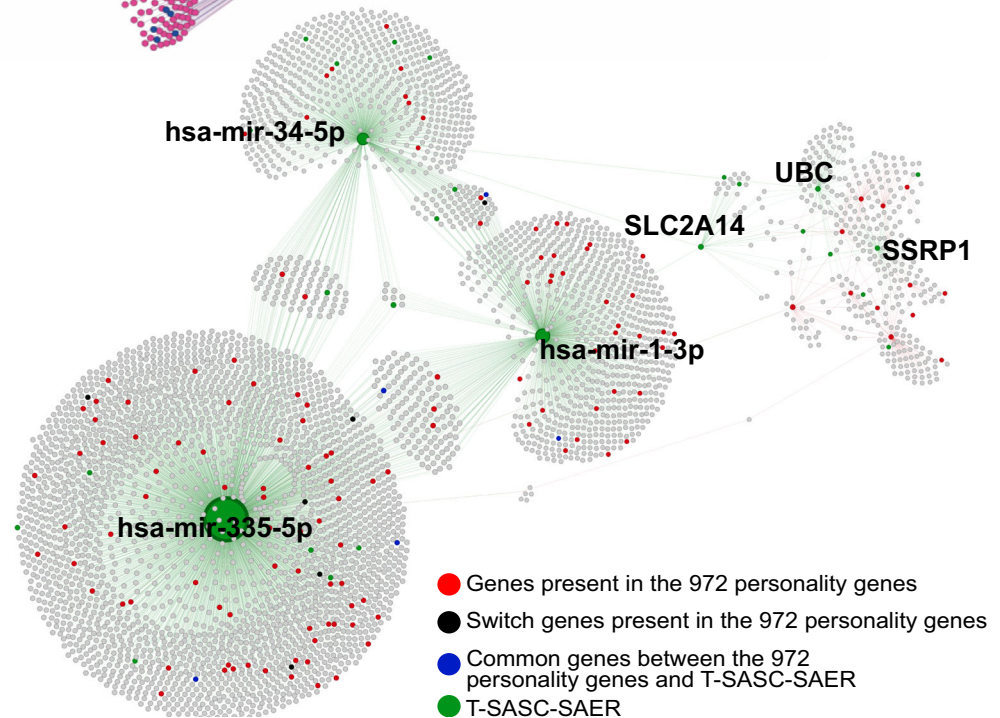 hsa-mir-34-5p
UBC
SLC2A14
SSRP1
hsa-mir-1-3p
hsa-mir-335-5p
Genes present in the 972 personality genes
Switch genes present in the 972 personality genes
Common genes between the 972
personality genes and T-SASC-SAER
T-SASC-SAER